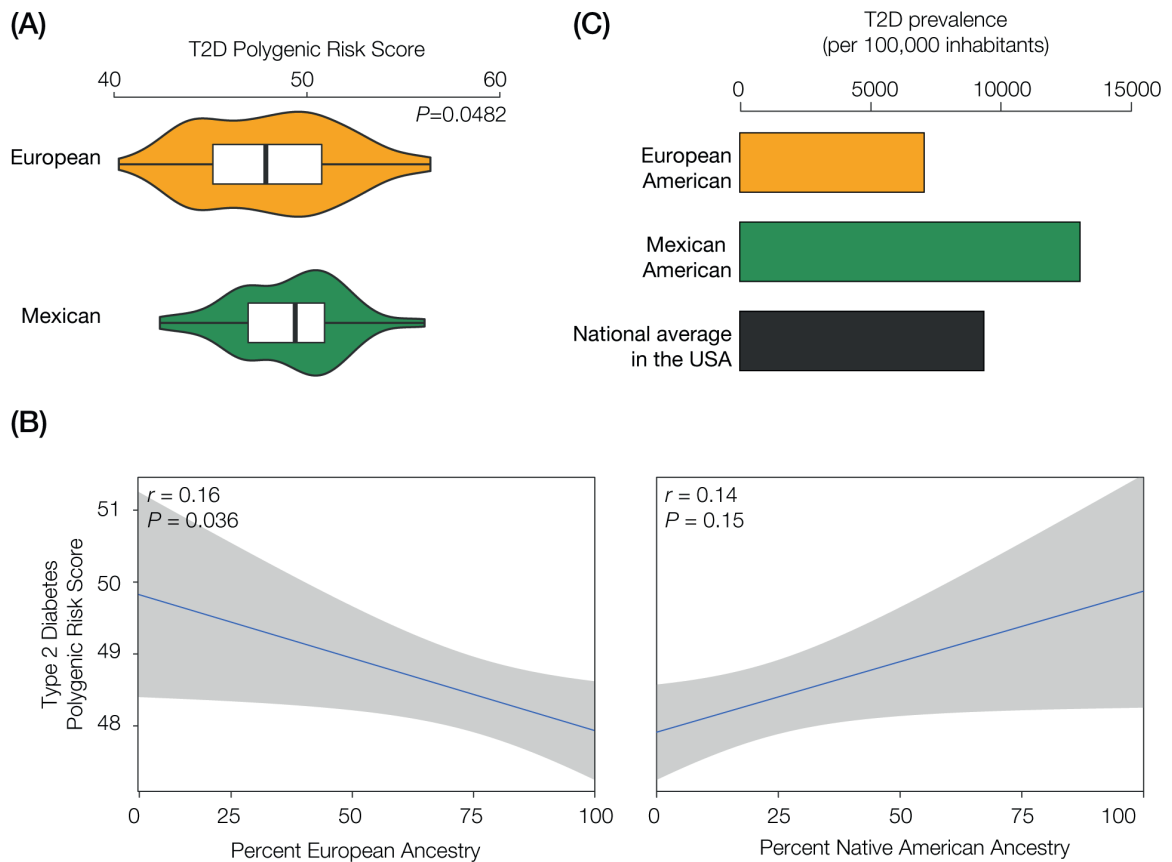 (A)
T2D Polygenic Risk Score
40 50 60
P=0.0482
European
Mexican
(C)
T2D prevalence
(per 100,000 inhabitants)
0 5000 10000 15000
European
American
Mexican
American
National average
in the USA
(B)
Type 2 Diabetes
Polygenic Risk Score
51
50
49
48
r = 0.16
P = 0.036
0 25 50 75 100
Percent European Ancestry
r = 0.14
P = 0.15
0 25 50 75 100
Percent Native American Ancestry